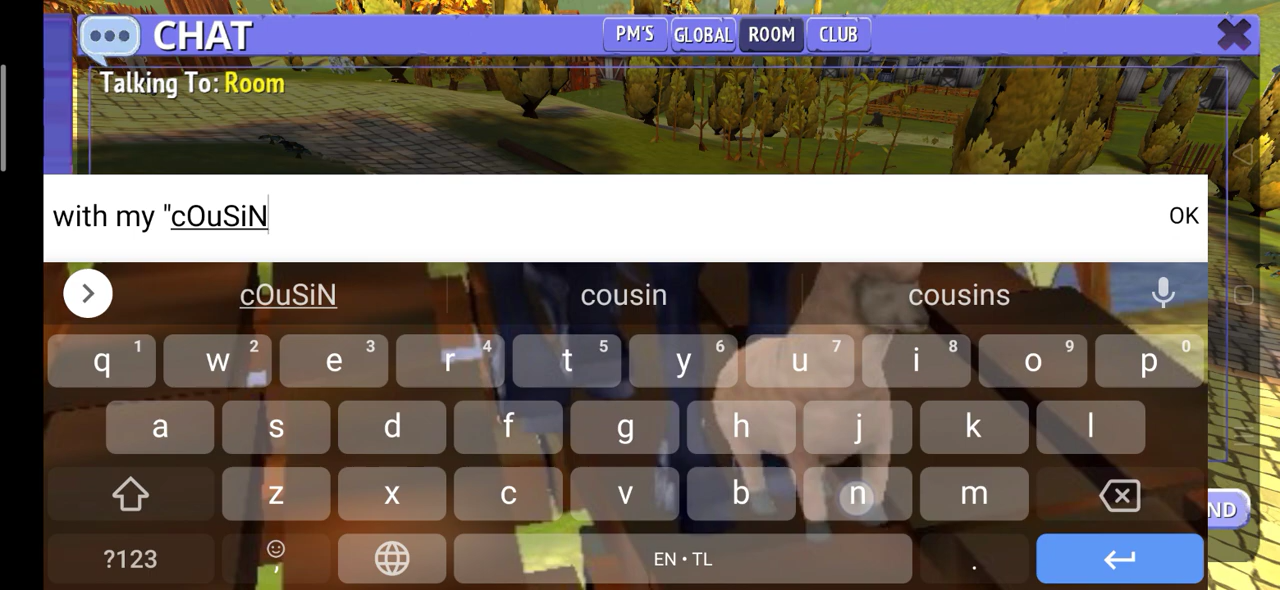 CHAT
PM'S GLOBAL ROOM CLUB
Talking To: Room
with my "cOuSiN
OK
cOuSiN cousin cousins
q 1 w 2 e 3 r 4 t 5 y 6 u 7 i 8 o 9 p 0
a s d f g h j k l
z x c v b n m
ND
?123 , EN • TL .